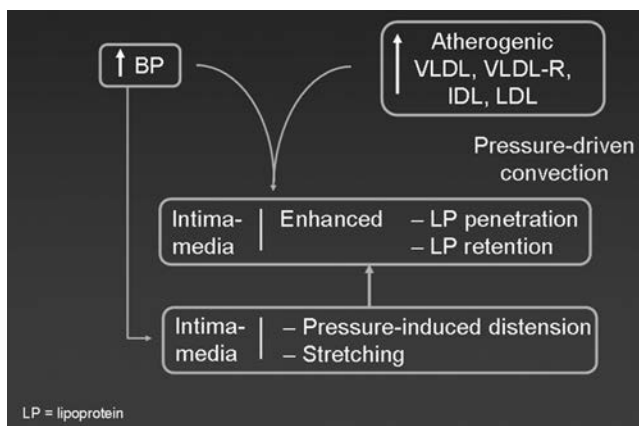 ↑ BP
↑ Atherogenic
VLDL, VLDL-R,
IDL, LDL
Pressure-driven
convection
Intima- | Enhanced – LP penetration
media – LP retention
Intima- | – Pressure-induced distension
media – Stretching
LP = lipoprotein